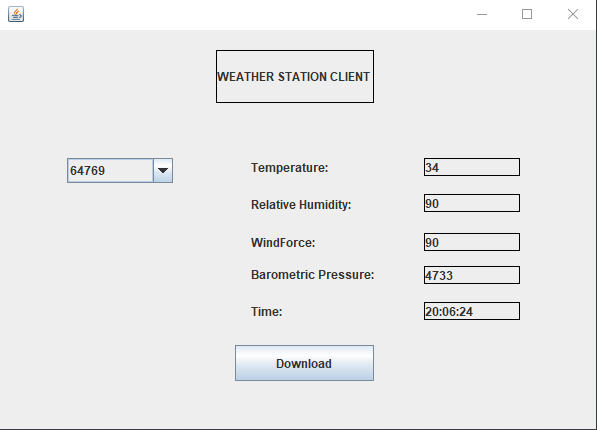 WEATHER STATION CLIENT
64769
Temperature: 34
Relative Humidity: 90
WindForce: 90
Barometric Pressure: 4733
Time: 20:06:24
Download